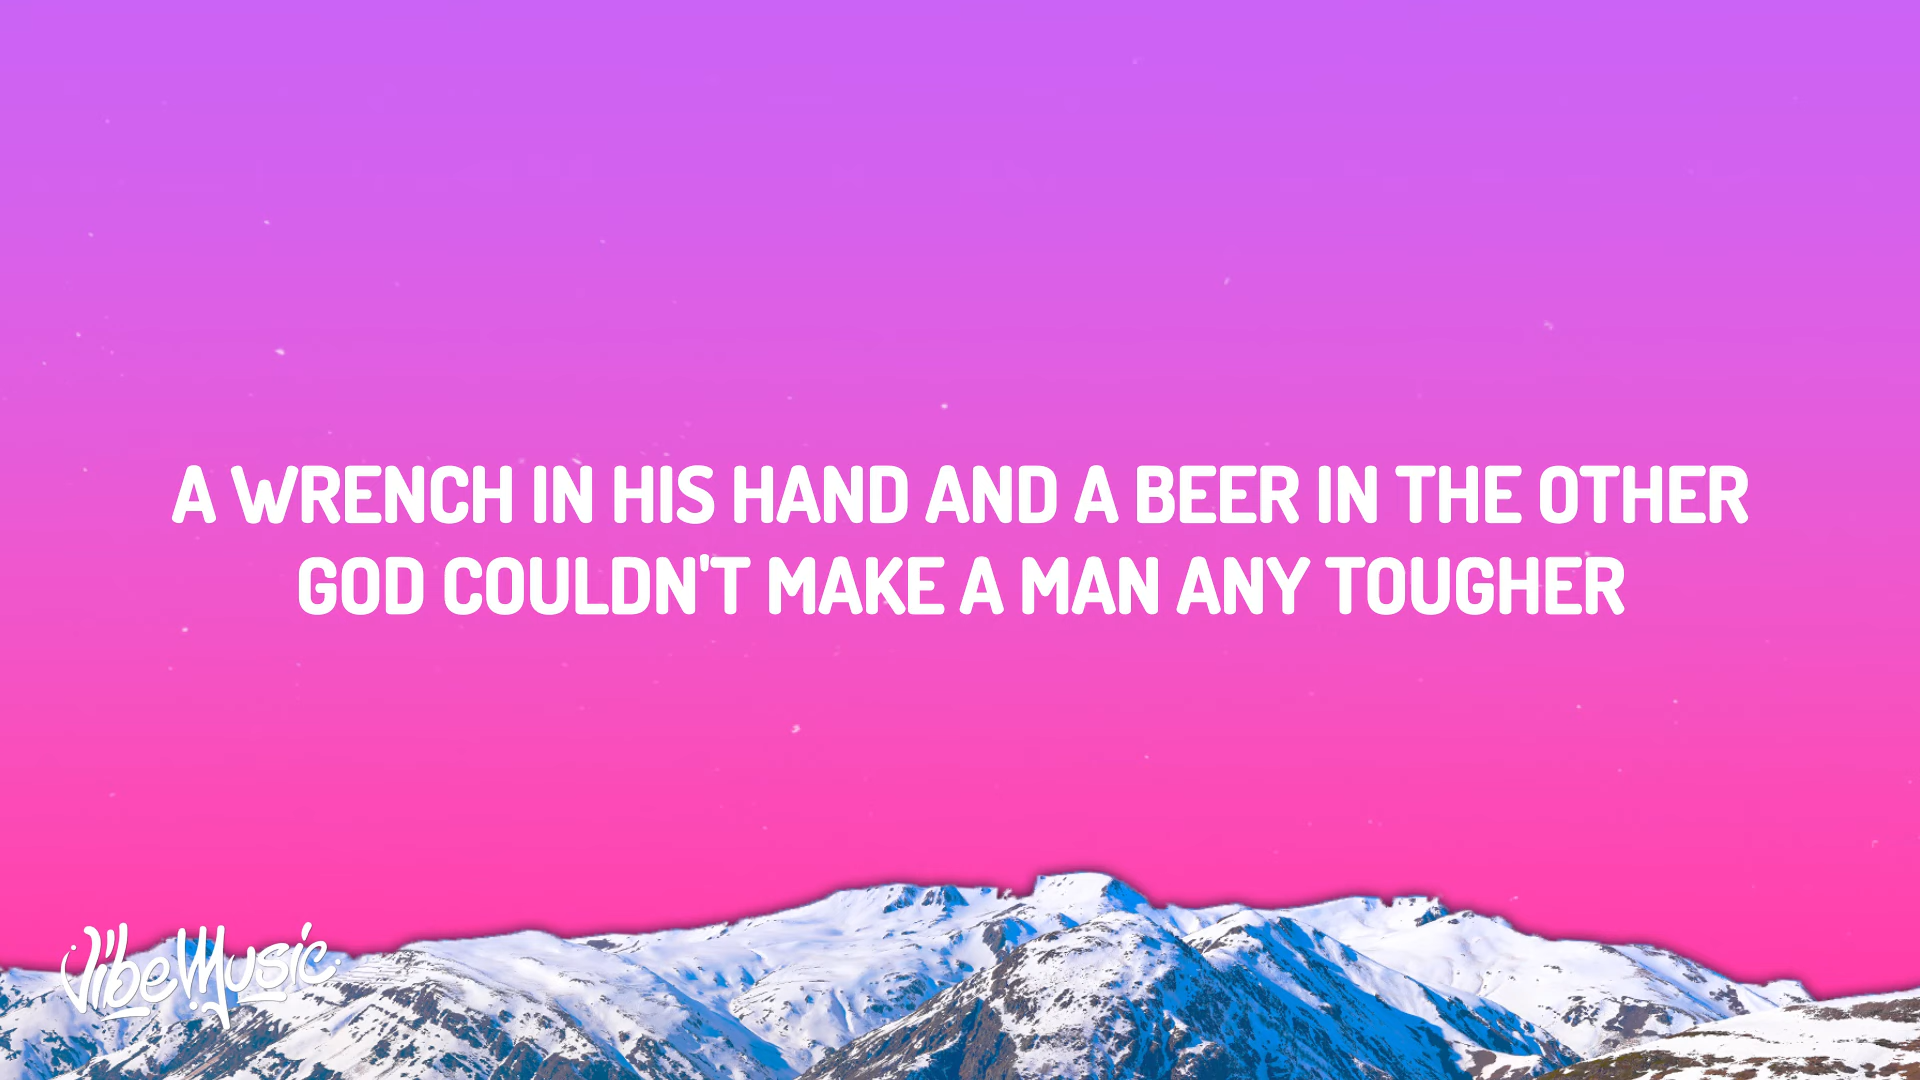 A WRENCH IN HIS HAND AND A BEER IN THE OTHER
GOD COULDN'T MAKE A MAN ANY TOUGHER
VibeMusic